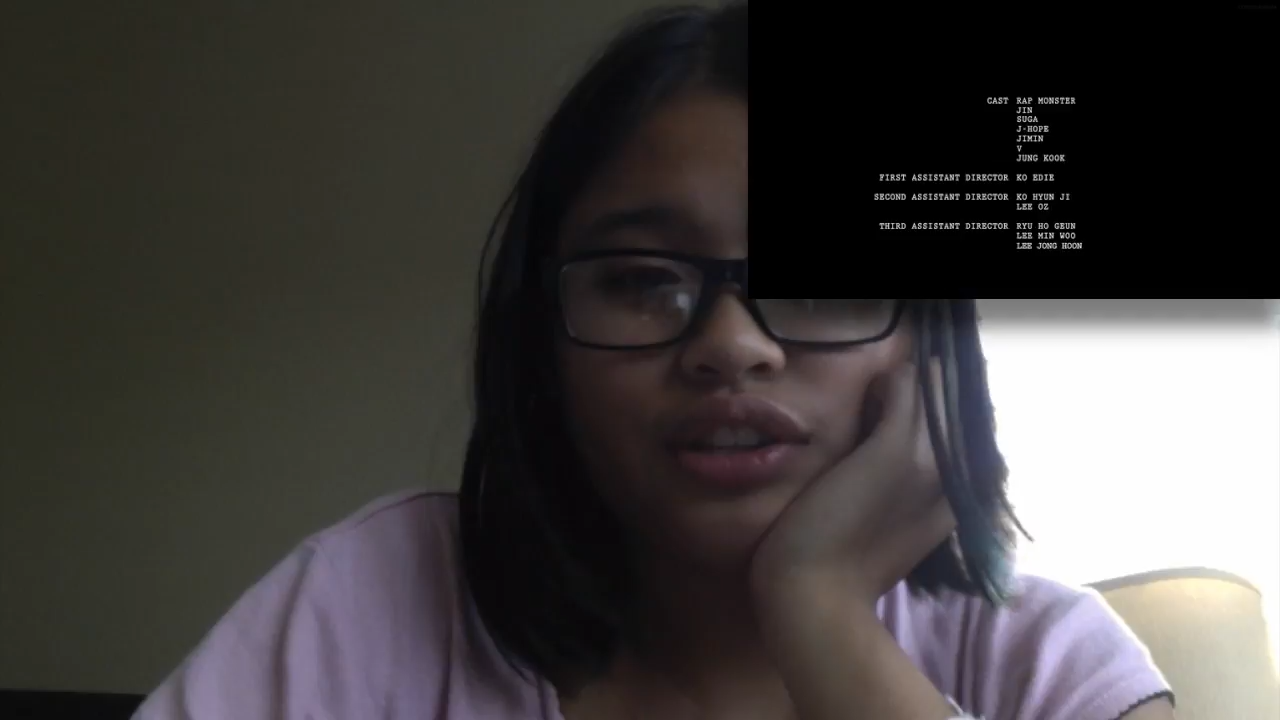 CAST RAP MONSTER
JIN
SUGA
J-HOPE
JIMIN
V
JUNG KOOK
FIRST ASSISTANT DIRECTOR KO EDIE
SECOND ASSISTANT DIRECTOR KO HYUN JI
LEE OZ
THIRD ASSISTANT DIRECTOR RYU HO GEUN
LEE MIN WOO
LEE JONG HOON